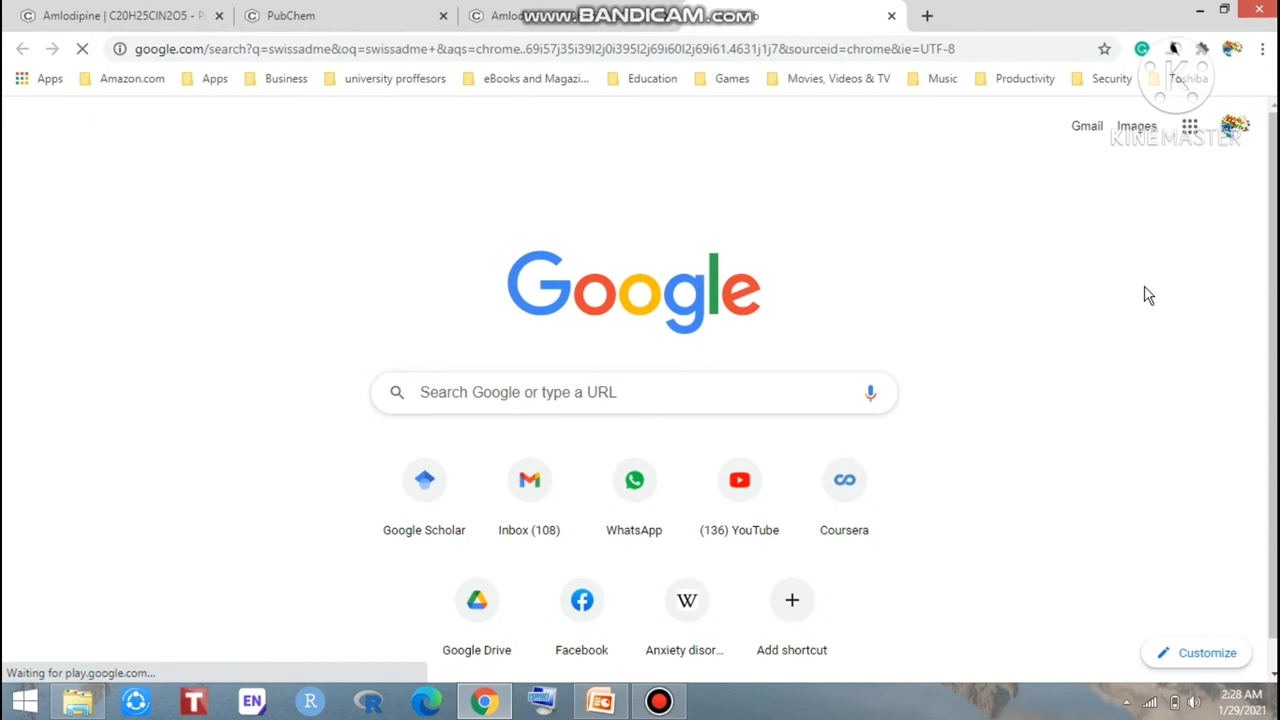 Amlodipine | C20H25ClN2O5 - P
PubChem
Amlo
www.BANDICAM.com
google.com/search?q=swissadme&oq=swissadme+&aqs=chrome..69i57j35i39l2j0i395l2j69i60l2j69i61.4631j1j7&sourceid=chrome&ie=UTF-8
Apps
Amazon.com
Apps
Business
university proffesors
eBooks and Magazi...
Education
Games
Movies, Videos & TV
Music
Productivity
Security
Toshiba
K
KINEMASTER
Gmail
Images
Google
Search Google or type a URL
Google Scholar
Inbox (108)
WhatsApp
(136) YouTube
Coursera
W
Google Drive
Facebook
Anxiety disor...
Add shortcut
Waiting for play.google.com...
Customize
T
EN
R
R
2:28 AM
1/29/2021